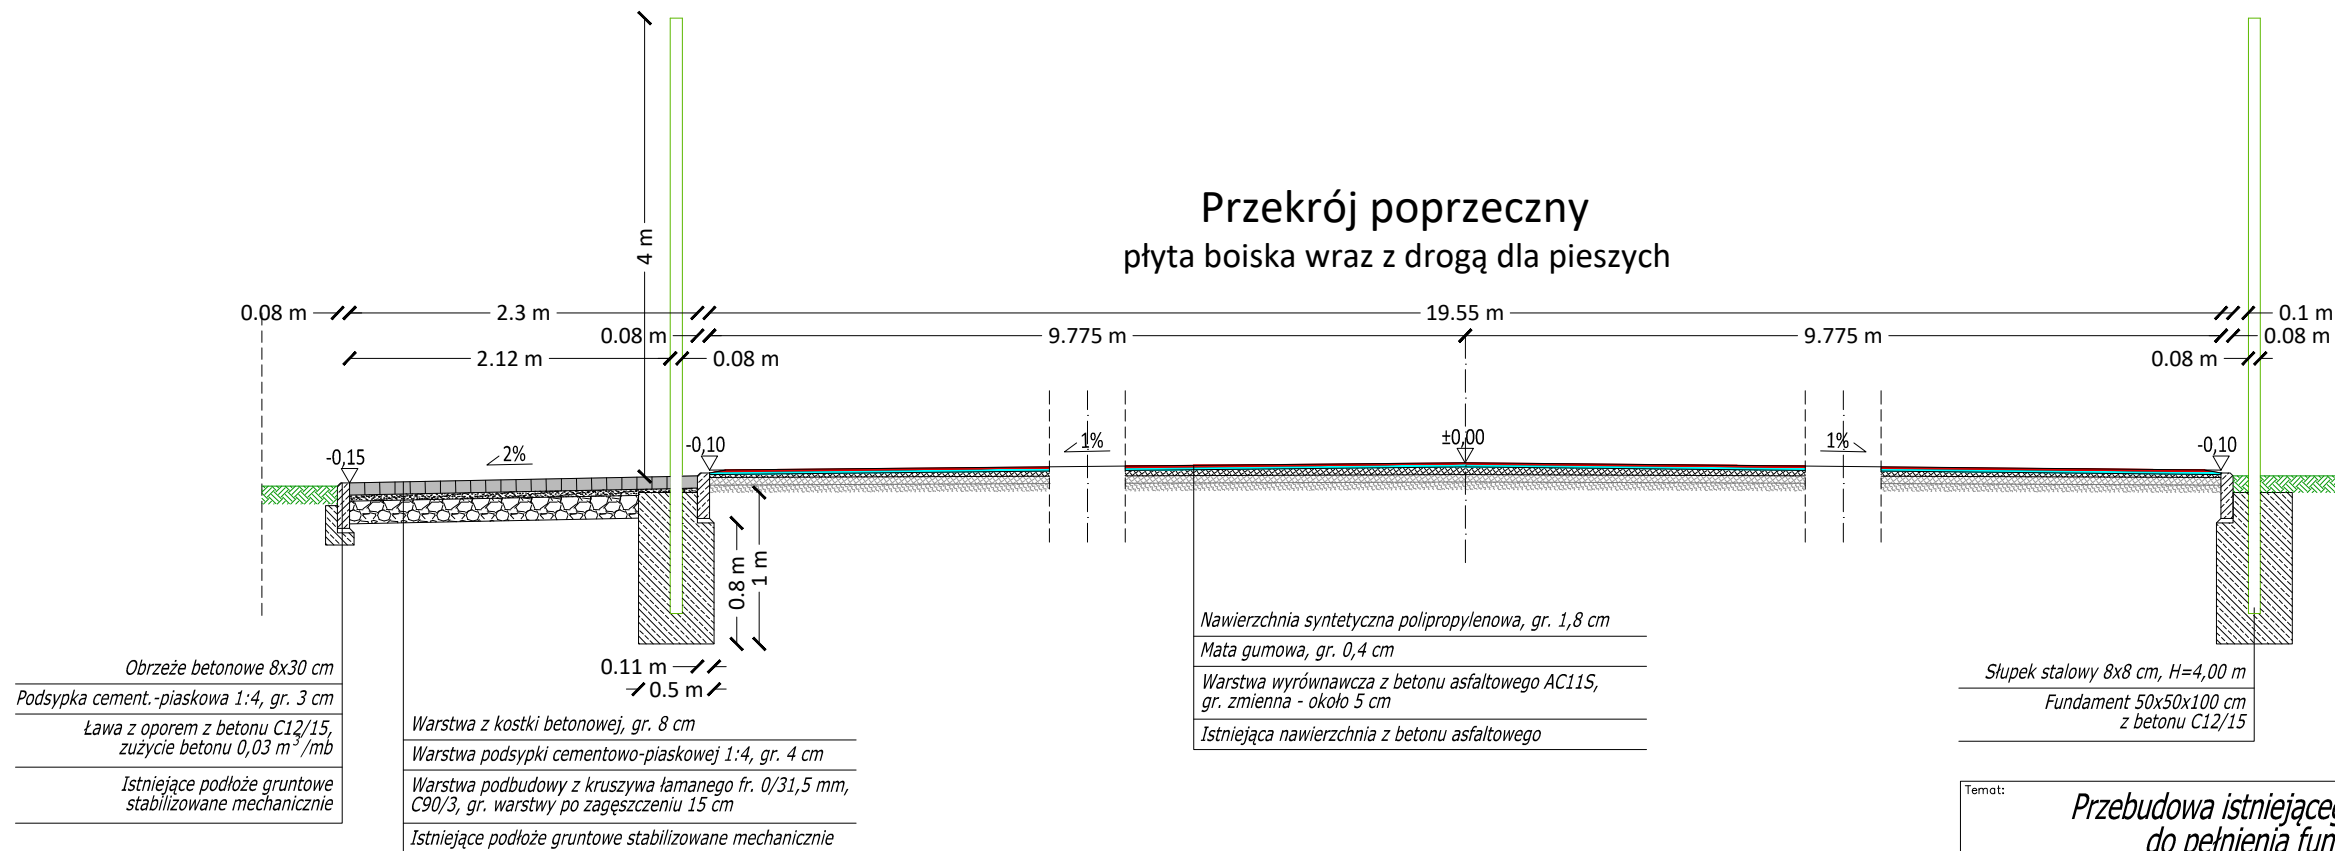 4 m
Przekrój poprzeczny
płyta boiska wraz z drogą dla pieszych
0.08 m
2.3 m
19.55 m
0.1 m
0.08 m
9.775 m
9.775 m
0.08 m
2.12 m
0.08 m
0.08 m
-0,15
2%
-0,10
1%
±0,00
1%
-0,10
0.8 m
1 m
0.11 m
0.5 m
Obrzeże betonowe 8x30 cm
Podsypka cement.-piaskowa 1:4, gr. 3 cm
Ława z oporem z betonu C12/15,
zużycie betonu 0,03 m³/mb
Istniejące podłoże gruntowe
stabilizowane mechanicznie
Warstwa z kostki betonowej, gr. 8 cm
Warstwa podsypki cementowo-piaskowej 1:4, gr. 4 cm
Warstwa podbudowy z kruszywa łamanego fr. 0/31,5 mm,
C90/3, gr. warstwy po zagęszczeniu 15 cm
Istniejące podłoże gruntowe stabilizowane mechanicznie
Nawierzchnia syntetyczna polipropylenowa, gr. 1,8 cm
Mata gumowa, gr. 0,4 cm
Warstwa wyrównawcza z betonu asfaltowego AC11S,
gr. zmienna - około 5 cm
Istniejąca nawierzchnia z betonu asfaltowego
Słupek stalowy 8x8 cm, H=4,00 m
Fundament 50x50x100 cm
z betonu C12/15
Temat:
Przebudowa
do pełnienia